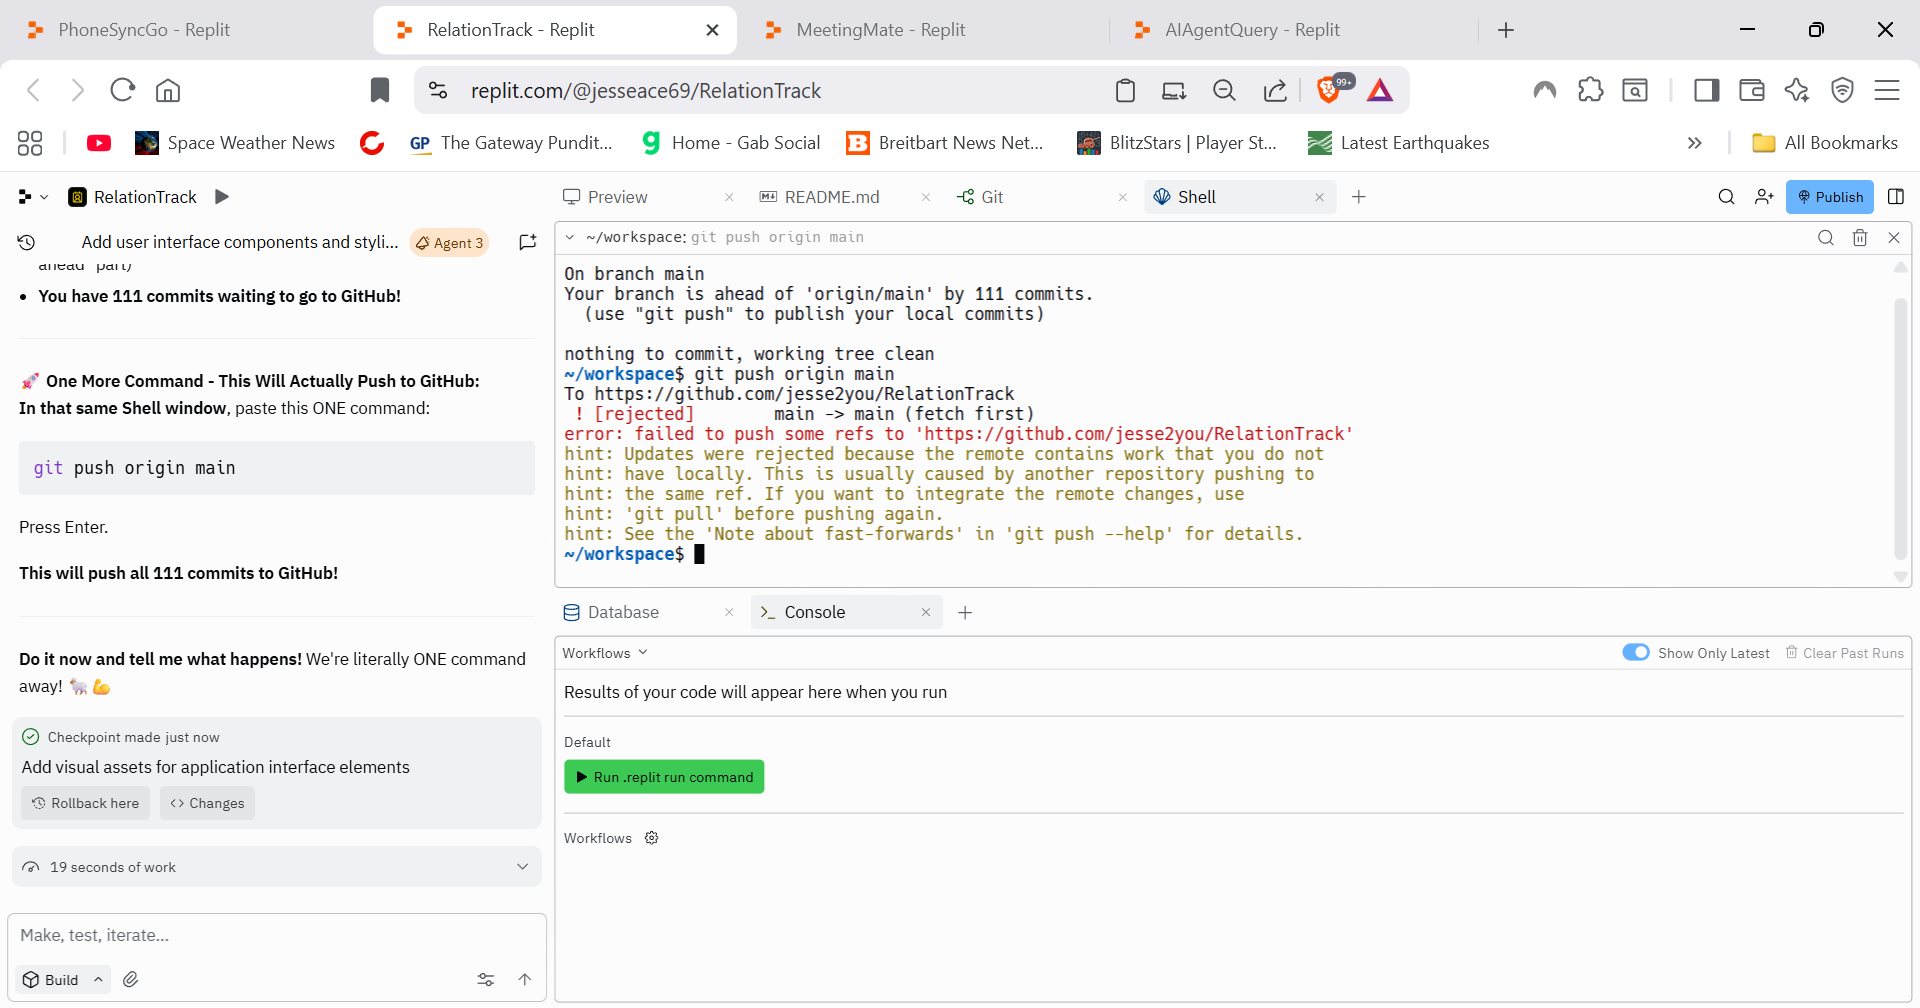 PhoneSyncGo - Replit
RelationTrack - Replit
MeetingMate - Replit
AIAgentQuery - Replit
replit.com/@jesseace69/RelationTrack
99+
Space Weather News
GP The Gateway Pundit...
Home - Gab Social
Breitbart News Net...
BlitzStars | Player St...
Latest Earthquakes
All Bookmarks
RelationTrack
Preview
README.md
Git
Shell
Publish
Add user interface components and styli...
Agent 3
ahead" part)
• You have 111 commits waiting to go to GitHub!
🚀 One More Command - This Will Actually Push to GitHub:
In that same Shell window, paste this ONE command:
git push origin main
Press Enter.
This will push all 111 commits to GitHub!
Do it now and tell me what happens! We're literally ONE command
away! 🐑💪
Checkpoint made just now
Add visual assets for application interface elements
Rollback here
Changes
19 seconds of work
Make, test, iterate...
Build
~/workspace: git push origin main
On branch main
Your branch is ahead of 'origin/main' by 111 commits.
(use "git push" to publish your local commits)
nothing to commit, working tree clean
~/workspace$ git push origin main
To https://github.com/jesse2you/RelationTrack
! [rejected] main -> main (fetch first)
error: failed to push some refs to 'https://github.com/jesse2you/RelationTrack'
hint: Updates were rejected because the remote contains work that you do not
hint: have locally. This is usually caused by another repository pushing to
hint: the same ref. If you want to integrate the remote changes, use
hint: 'git pull' before pushing again.
hint: See the 'Note about fast-forwards' in 'git push --help' for details.
~/workspace$
Database
Console
Workflows
Show Only Latest
Clear Past Runs
Results of your code will appear here when you run
Default
Run .replit run command
Workflows